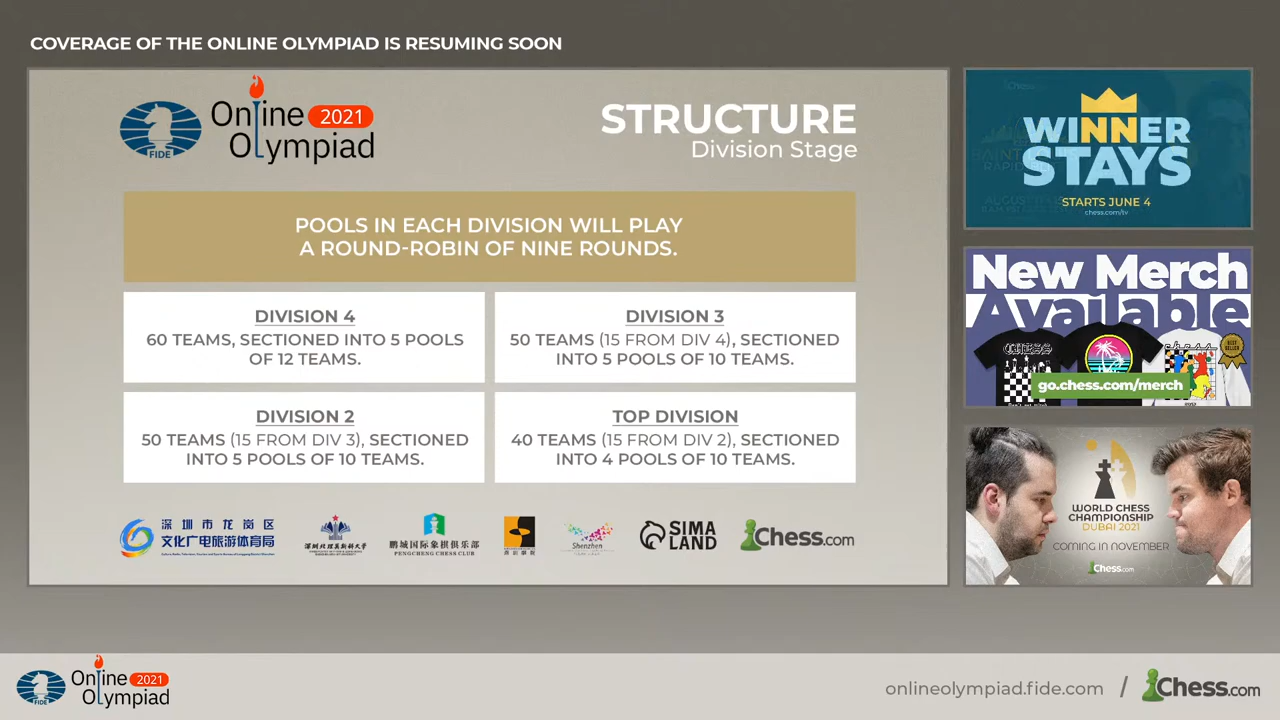 COVERAGE OF THE ONLINE OLYMPIAD IS RESUMING SOON
FIDE
Online 2021
Olympiad
STRUCTURE
Division Stage
POOLS IN EACH DIVISION WILL PLAY
A ROUND-ROBIN OF NINE ROUNDS.
DIVISION 4
60 TEAMS, SECTIONED INTO 5 POOLS
OF 12 TEAMS.
DIVISION 3
50 TEAMS (15 FROM DIV 4), SECTIONED
INTO 5 POOLS OF 10 TEAMS.
DIVISION 2
50 TEAMS (15 FROM DIV 3), SECTIONED
INTO 5 POOLS OF 10 TEAMS.
TOP DIVISION
40 TEAMS (15 FROM DIV 2), SECTIONED
INTO 4 POOLS OF 10 TEAMS.
深圳市龙岗区
文化广电旅游体育局
鹏城国际象棋俱乐部
PENGCHENG CHESS CLUB
Shenzhen
SIMA
LAND
Chess.com
WINNER
STAYS
STARTS JUNE 4
chess.com/tv
New Merch
Available
CHESS
BEST
SELLER
go.chess.com/merch
WORLD CHESS
CHAMPIONSHIP
DUBAI 2021
COMING IN NOVEMBER
Chess.com
FIDE
Online 2021
Olympiad
onlineolympiad.fide.com / Chess.com